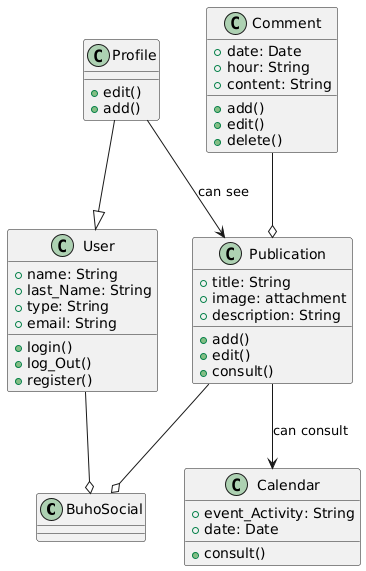 C Comment
+ date: Date
+ hour: String
+ content: String
add()
edit()
delete()
C Profile
edit()
add()
can see
C User
+ name: String
+ last_Name: String
+ type: String
+ email: String
login()
log_Out()
register()
C Publication
+ title: String
+ image: attachment
+ description: String
add()
edit()
consult()
can consult
C BuhoSocial
C Calendar
+ event_Activity: String
+ date: Date
consult()